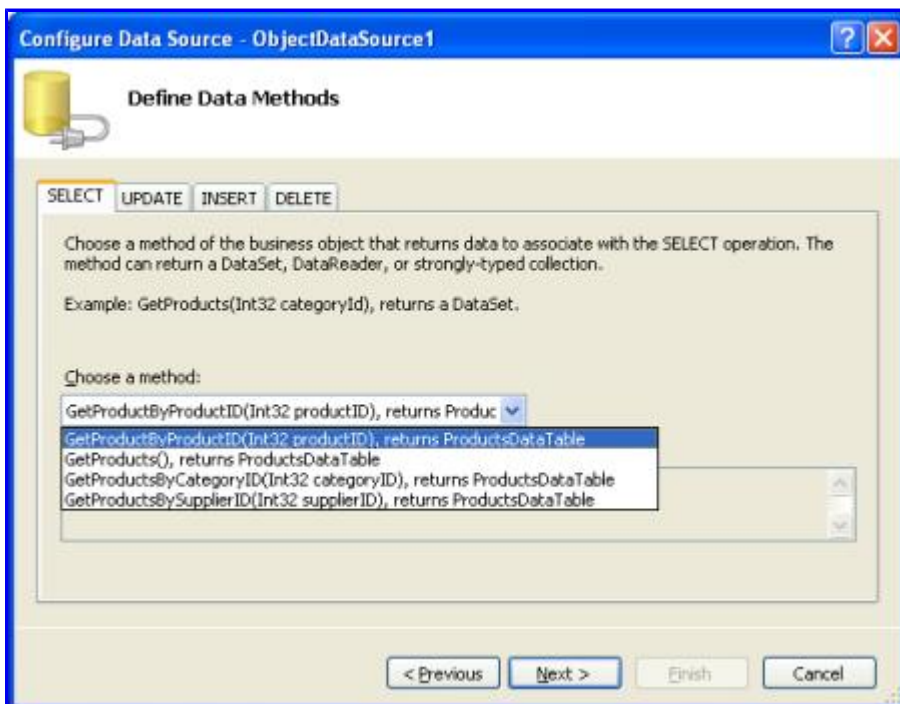 Configure Data Source - ObjectDataSource1
Define Data Methods
SELECT UPDATE INSERT DELETE
Choose a method of the business object that returns data to associate with the SELECT operation. The
method can return a DataSet, DataReader, or strongly-typed collection.
Example: GetProducts(Int32 categoryId), returns a DataSet.
Choose a method:
GetProductByProductID(Int32 productID), returns Produc
GetProductByProductID(Int32 productID), returns ProductsDataTable
GetProducts(), returns ProductsDataTable
GetProductsByCategoryID(Int32 categoryID), returns ProductsDataTable
GetProductsBySupplierID(Int32 supplierID), returns ProductsDataTable
< Previous Next > Finish Cancel